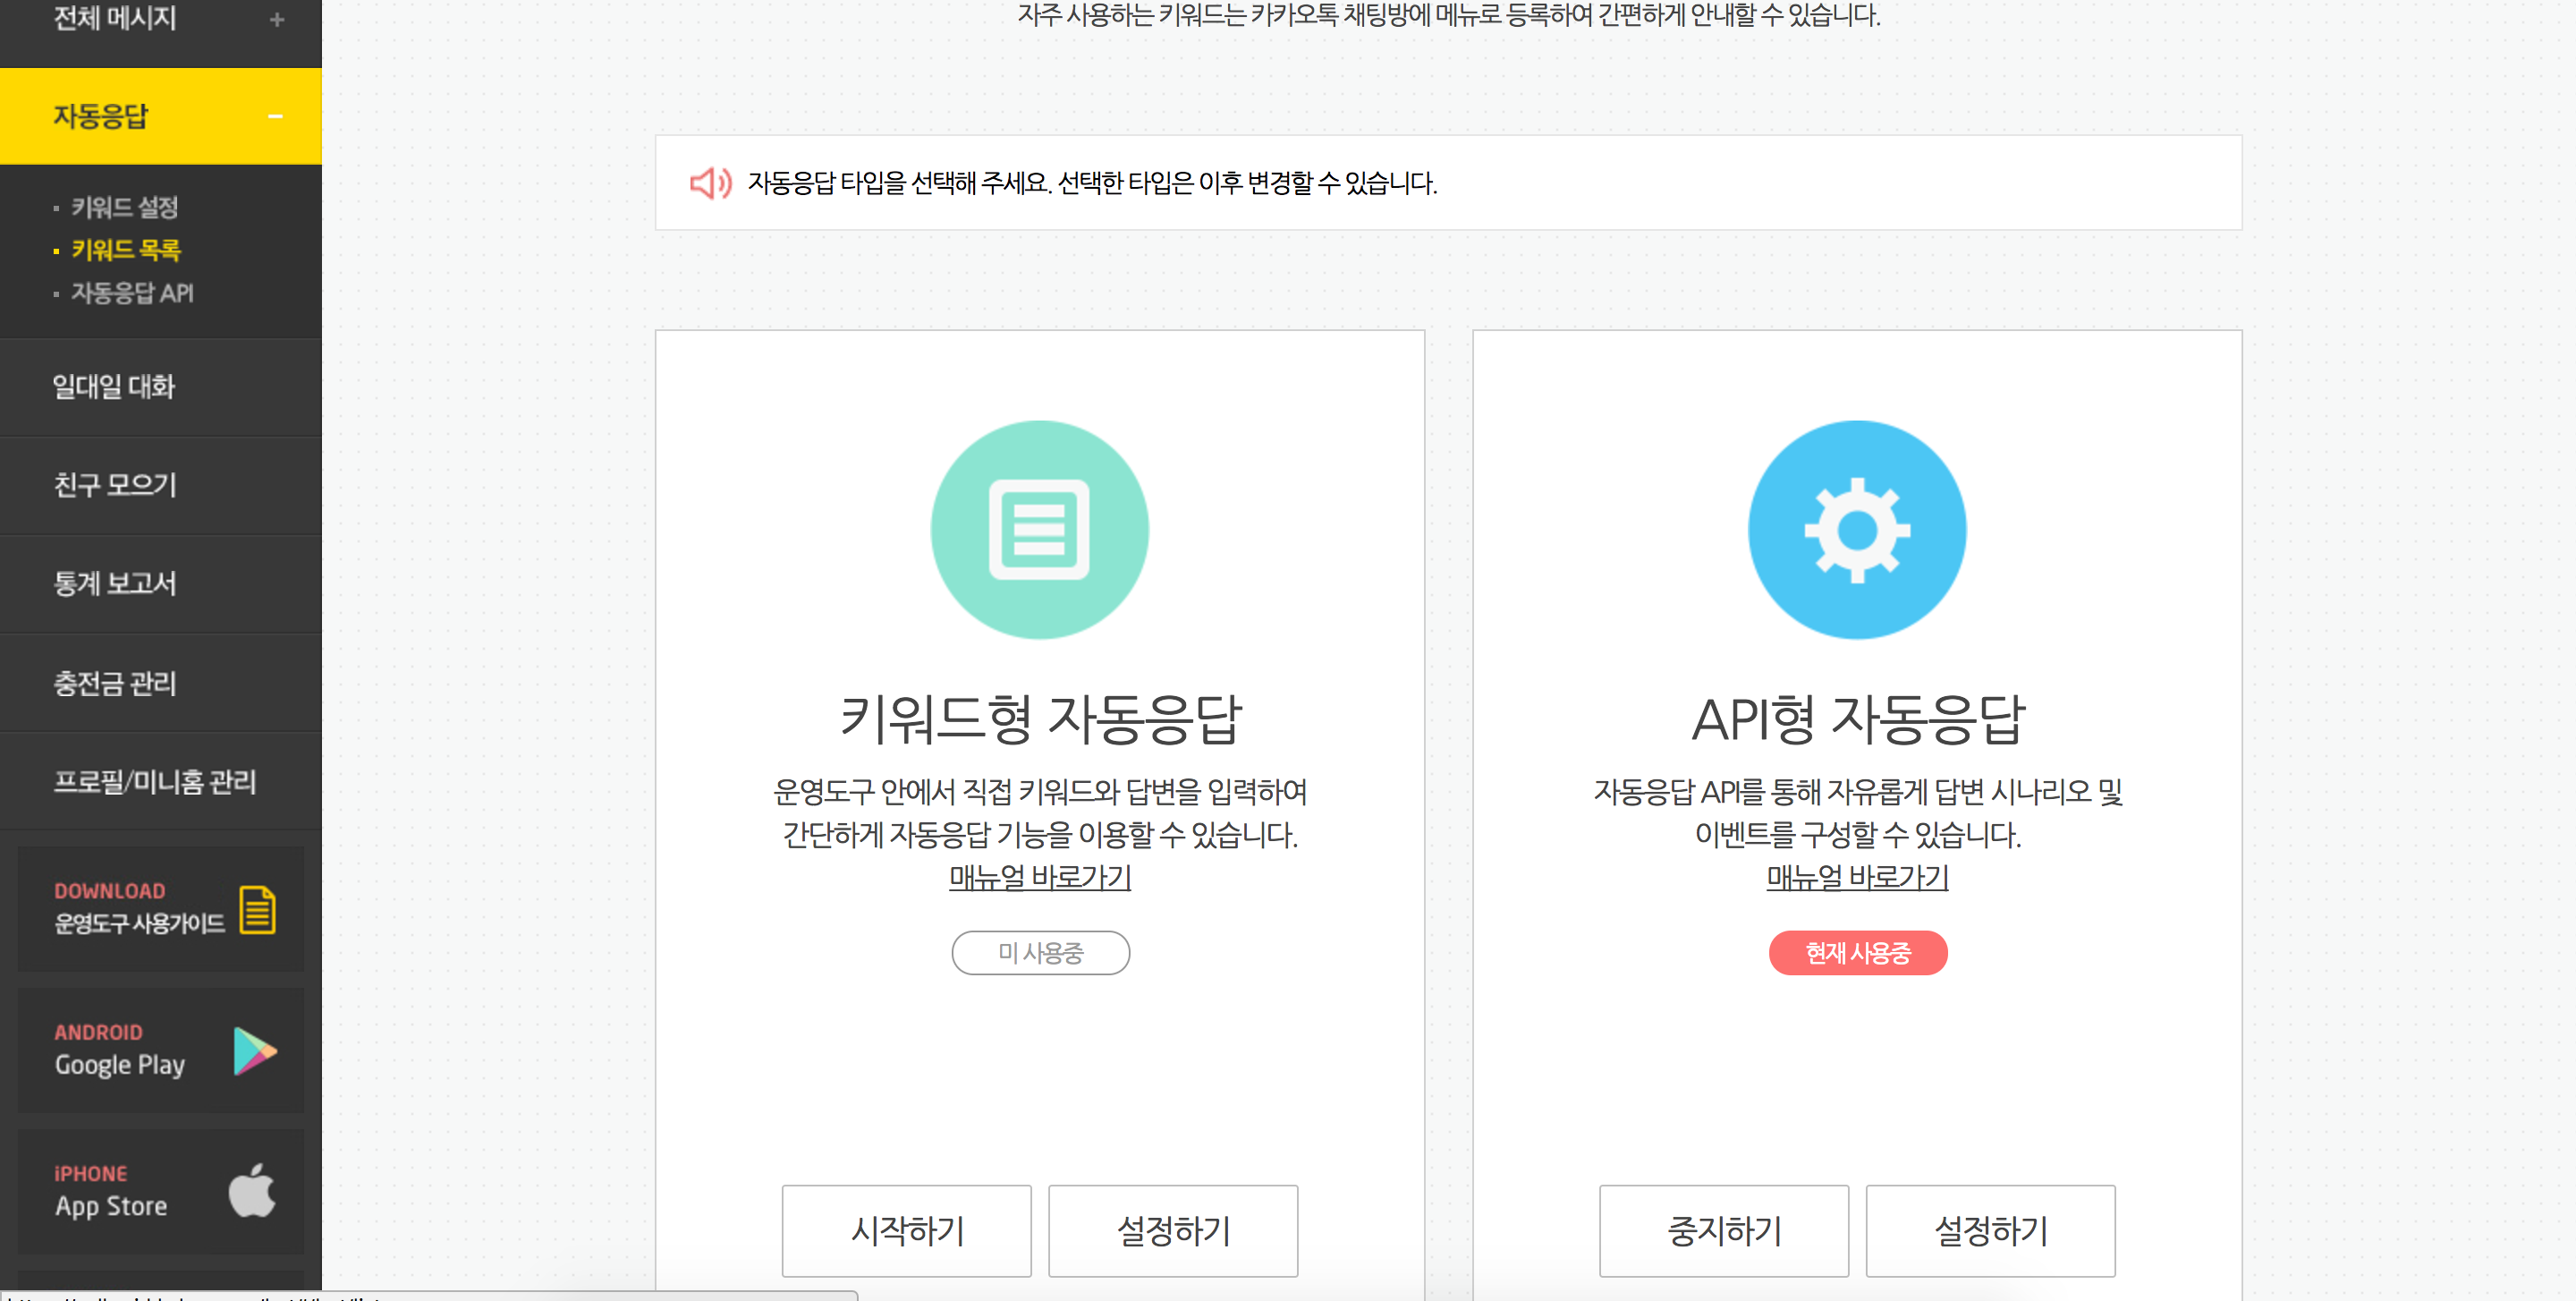 전체 메시지
자동응답
키워드 설정
키워드 목록
자동응답 API
일대일 대화
친구 모으기
통계 보고서
충전금 관리
프로필/미니홈 관리
DOWNLOAD
운영도구 사용가이드
ANDROID
Google Play
iPHONE
App Store
자주 사용하는 키워드는 카카오톡 채팅방에 메뉴로 등록하여 간편하게 안내할 수 있습니다.
자동응답 타입을 선택해 주세요. 선택한 타입은 이후 변경할 수 있습니다.
키워드형 자동응답
운영도구 안에서 직접 키워드와 답변을 입력하여
간단하게 자동응답 기능을 이용할 수 있습니다.
매뉴얼 바로가기
미 사용중
시작하기
설정하기
API형 자동응답
자동응답 API를 통해 자유롭게 답변 시나리오 및
이벤트를 구성할 수 있습니다.
매뉴얼 바로가기
현재 사용중
중지하기
설정하기